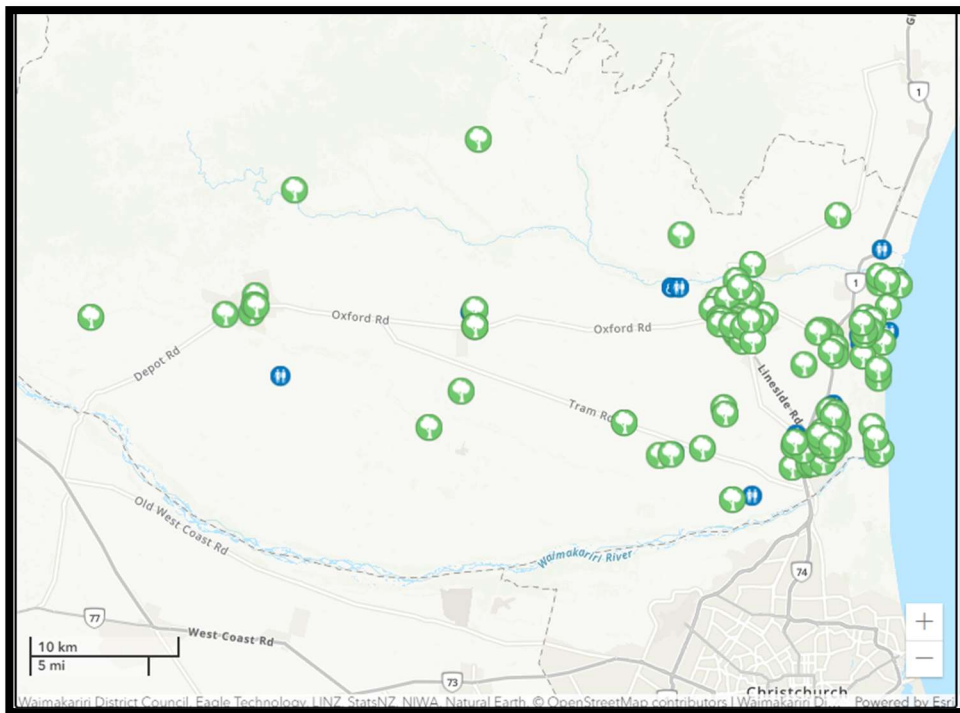 1
1
Oxford Rd
Oxford Rd
Depot Rd
Lineside Rd
Tram Rd
Old West Coast Rd
Waimakariri River
74
77
West Coast Rd
10 km
5 mi
73
+
−
Christchurch
Waimakariri District Council, Eagle Technology, LINZ, StatsNZ, NIWA, Natural Earth, © OpenStreetMap contributors | Waimakariri Di... Powered by Esri